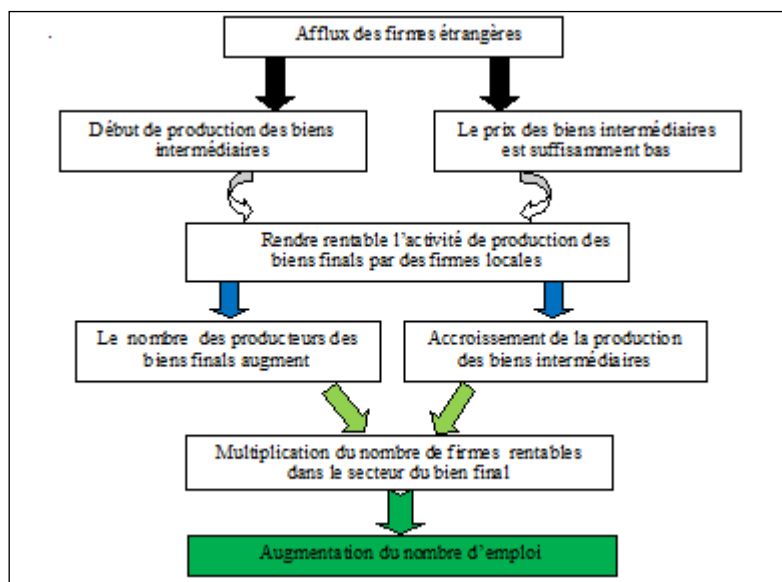 Afflux des firmes étrangères
Début de production des biens
intermédiaires
Le prix des biens intermédiaires
est suffisamment bas
Rendre rentable l'activité de production des
biens finals par des firmes locales
Le nombre des producteurs des
biens finals augment
Accroissement de la production
des biens intermédiaires
Multiplication du nombre de firmes rentables
dans le secteur du bien final
Augmentation du nombre d'emploi